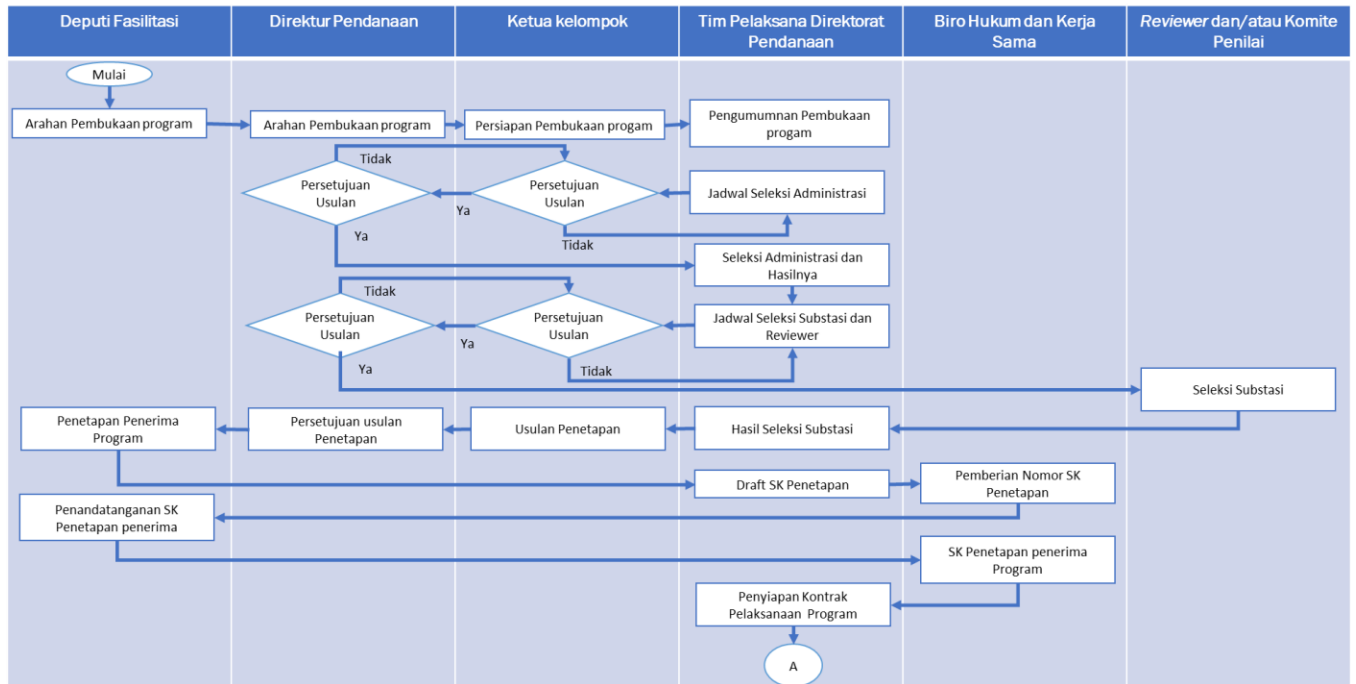 Deputi Fasilitasi
Direktur Pendanaan
Ketua kelompok
Tim Pelaksana Direktorat
Pendanaan
Biro Hukum dan Kerja
Sama
Reviewer dan/atau Komite
Penilai
Mulai
Arahan Pembukaan program
Arahan Pembukaan program
Persiapan Pembukaan progam
Pengumumnan Pembukaan
progam
Tidak
Persetujuan
Usulan
Ya
Persetujuan
Usulan
Jadwal Seleksi Administrasi
Ya
Tidak
Seleksi Administrasi dan
Hasilnya
Tidak
Persetujuan
Usulan
Ya
Persetujuan
Usulan
Jadwal Seleksi Substasi dan
Reviewer
Ya
Tidak
Seleksi Substasi
Penetapan Penerima
Program
Persetujuan usulan
Penetapan
Usulan Penetapan
Hasil Seleksi Substasi
Draft SK Penetapan
Pemberian Nomor SK
Penetapan
Penandatanganan SK
Penetapan penerima
SK Penetapan penerima
Program
Penyiapan Kontrak
Pelaksanaan Program
A